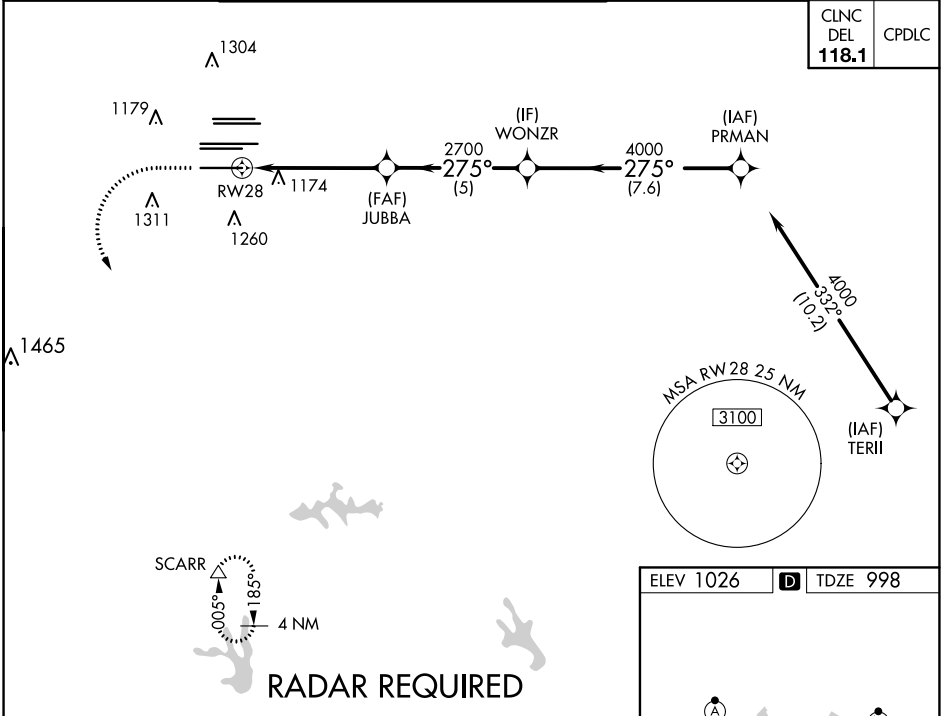 CLNC
DEL
118.1
CPDLC
1304
1179
(IF)
WONZR
(IAF)
PRMAN
2700
275°
(5)
4000
275°
(7.6)
RW28
1174
(FAF)
JUBBA
1311
1260
4000
332°
(10.2)
1465
MSA RW28 25 NM
3100
(IAF)
TERII
SCARR
005°
185°
4 NM
ELEV 1026
D
TDZE 998
RADAR REQUIRED
A